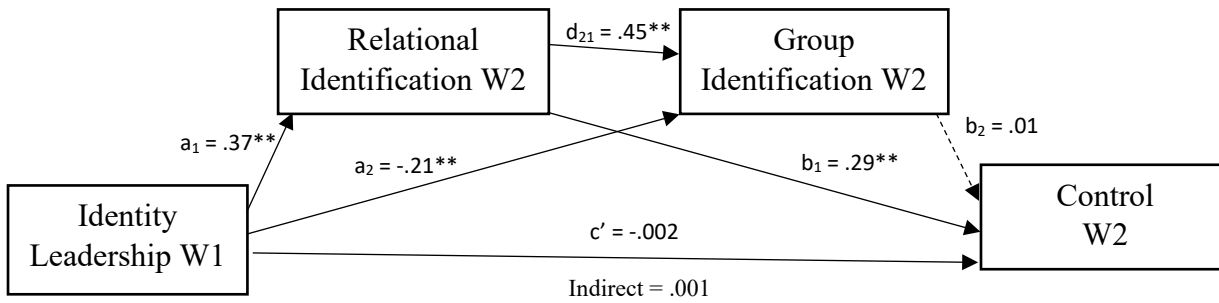 Relational
Identification W2
d21 = .45**
Group
Identification W2
a1 = .37**
a2 = -.21**
b1 = .29**
b2 = .01
Identity
Leadership W1
Control
W2
c’ = -.002
Indirect = .001